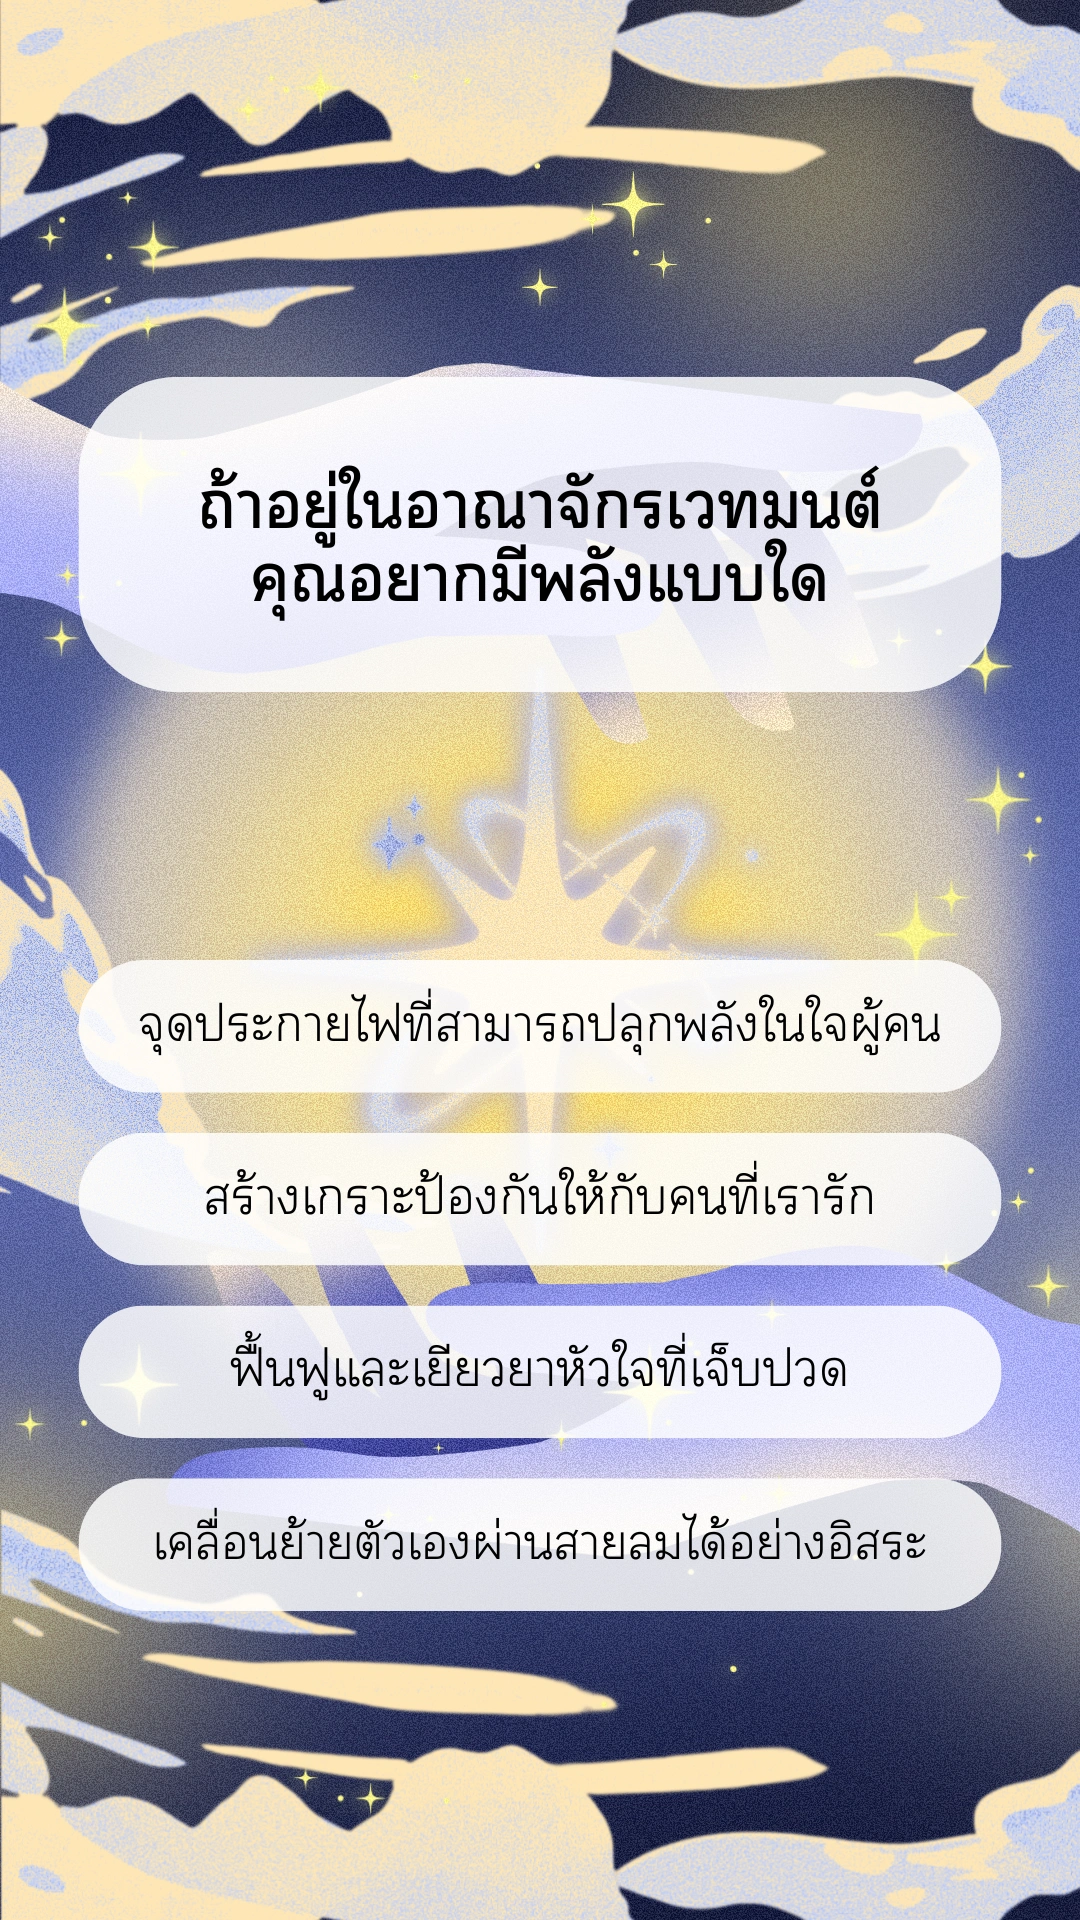 ถ้าอยู่ในอาณาจักรเวทมนต์
คุณอยากมีพลังแบบใด
จุดประกายไฟที่สามารถปลุกพลังในใจผู้คน
สร้างเกราะป้องกันให้กับคนที่เรารัก
ฟื้นฟูและเยียวยาหัวใจที่เจ็บปวด
เคลื่อนย้ายตัวเองผ่านสายลมได้อย่างอิสระ